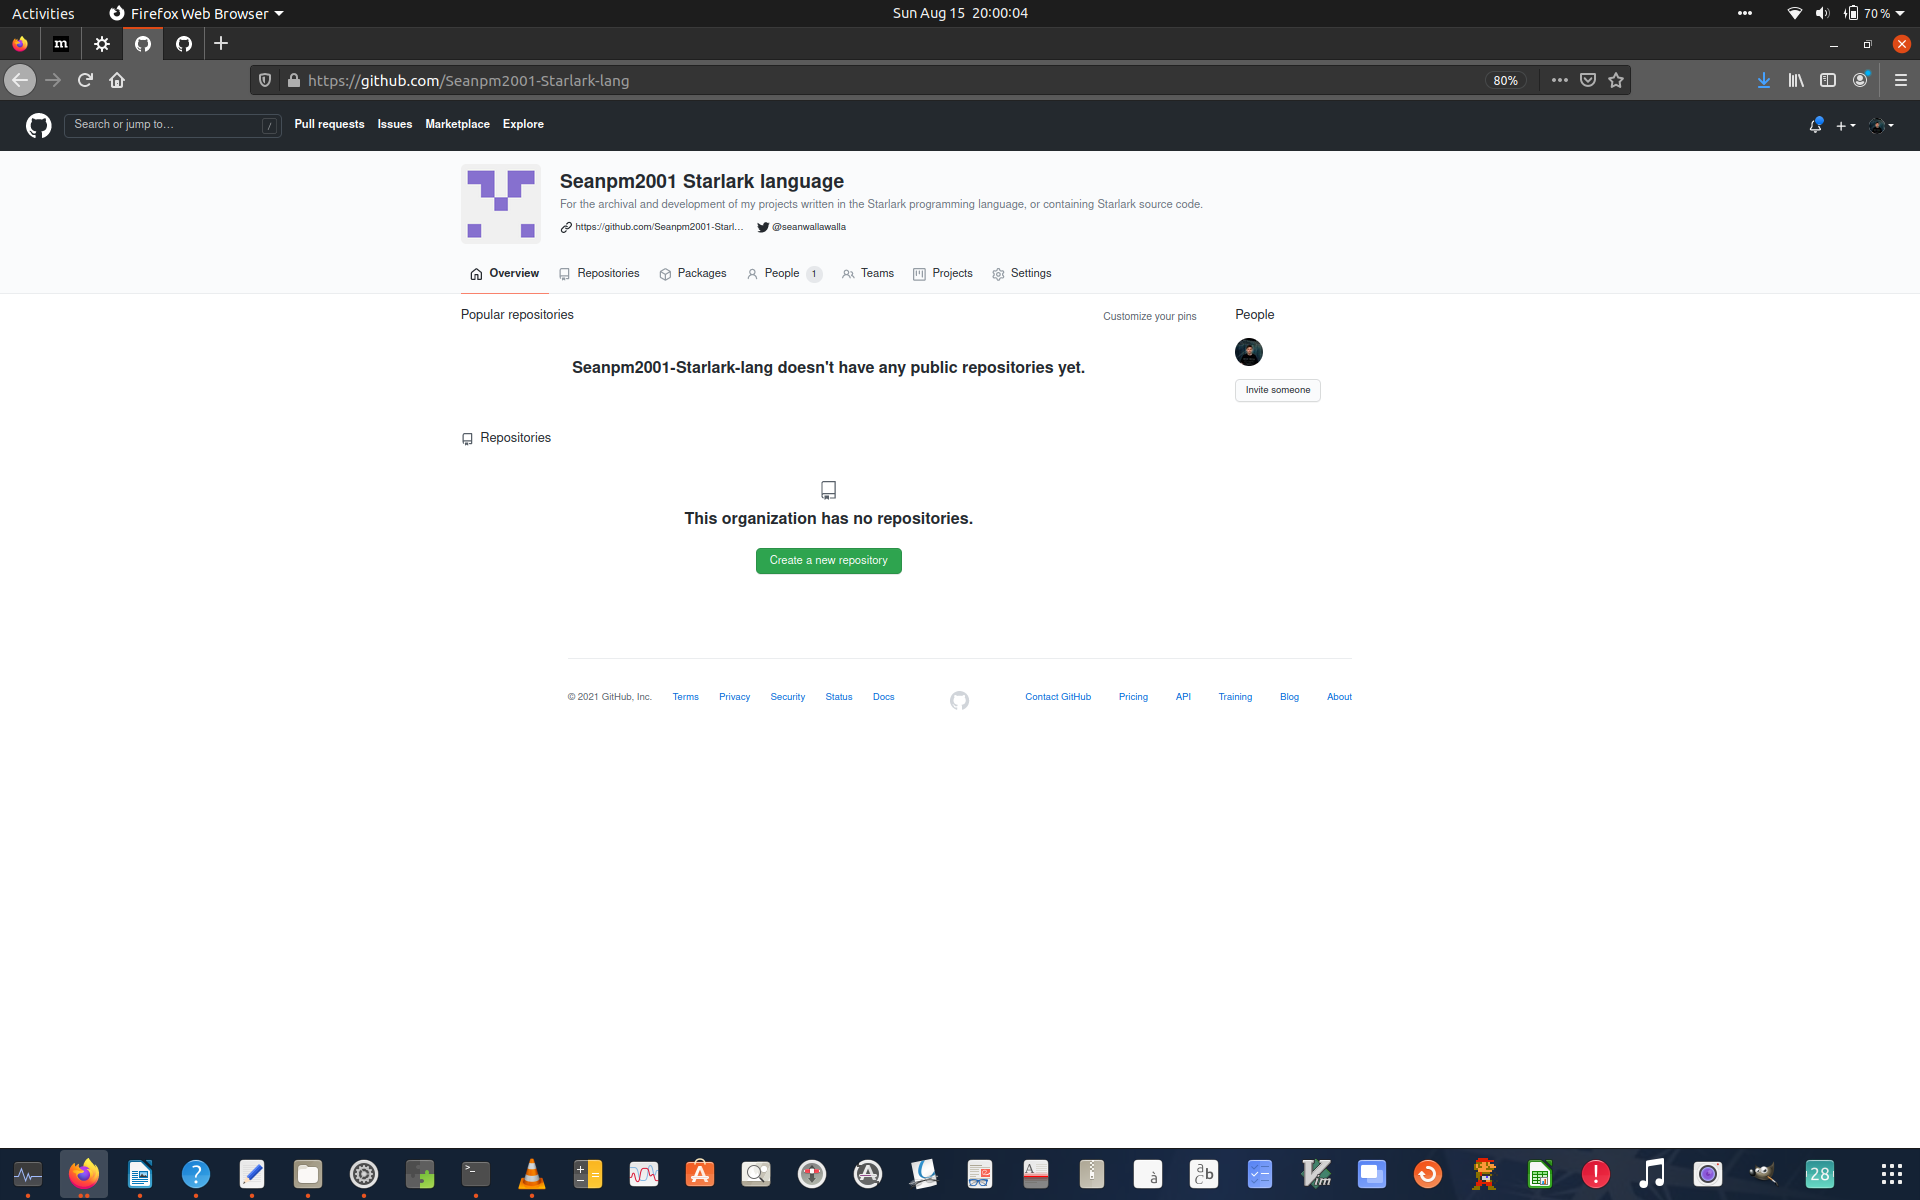 Activities
Firefox Web Browser
Sun Aug 15 20:00:04
70 %
m
https://github.com/Seanpm2001-Starlark-lang
80%
Search or jump to…
/
Pull requests
Issues
Marketplace
Explore
Seanpm2001 Starlark language
For the archival and development of my projects written in the Starlark programming language, or containing Starlark source code.
https://github.com/Seanpm2001-Starl…
@seanwallawalla
Overview
Repositories
Packages
People 1
Teams
Projects
Settings
Popular repositories
Customize your pins
People
Seanpm2001-Starlark-lang doesn't have any public repositories yet.
Invite someone
Repositories
This organization has no repositories.
Create a new repository
© 2021 GitHub, Inc.
Terms
Privacy
Security
Status
Docs
Contact GitHub
Pricing
API
Training
Blog
About
28